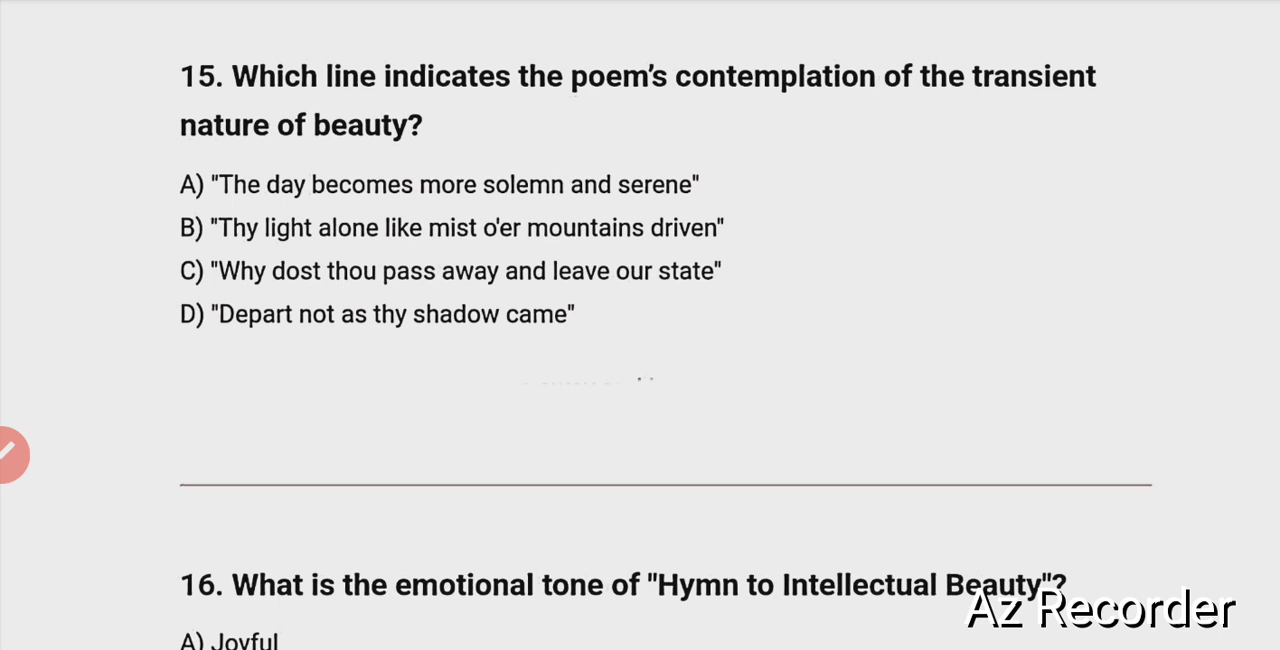 15. Which line indicates the poem's contemplation of the transient
nature of beauty?
A) "The day becomes more solemn and serene"
B) "Thy light alone like mist o'er mountains driven"
C) "Why dost thou pass away and leave our state"
D) "Depart not as thy shadow came"
16. What is the emotional tone of "Hymn to Intellectual Beauty"?
Az Recorder
A) Joyful